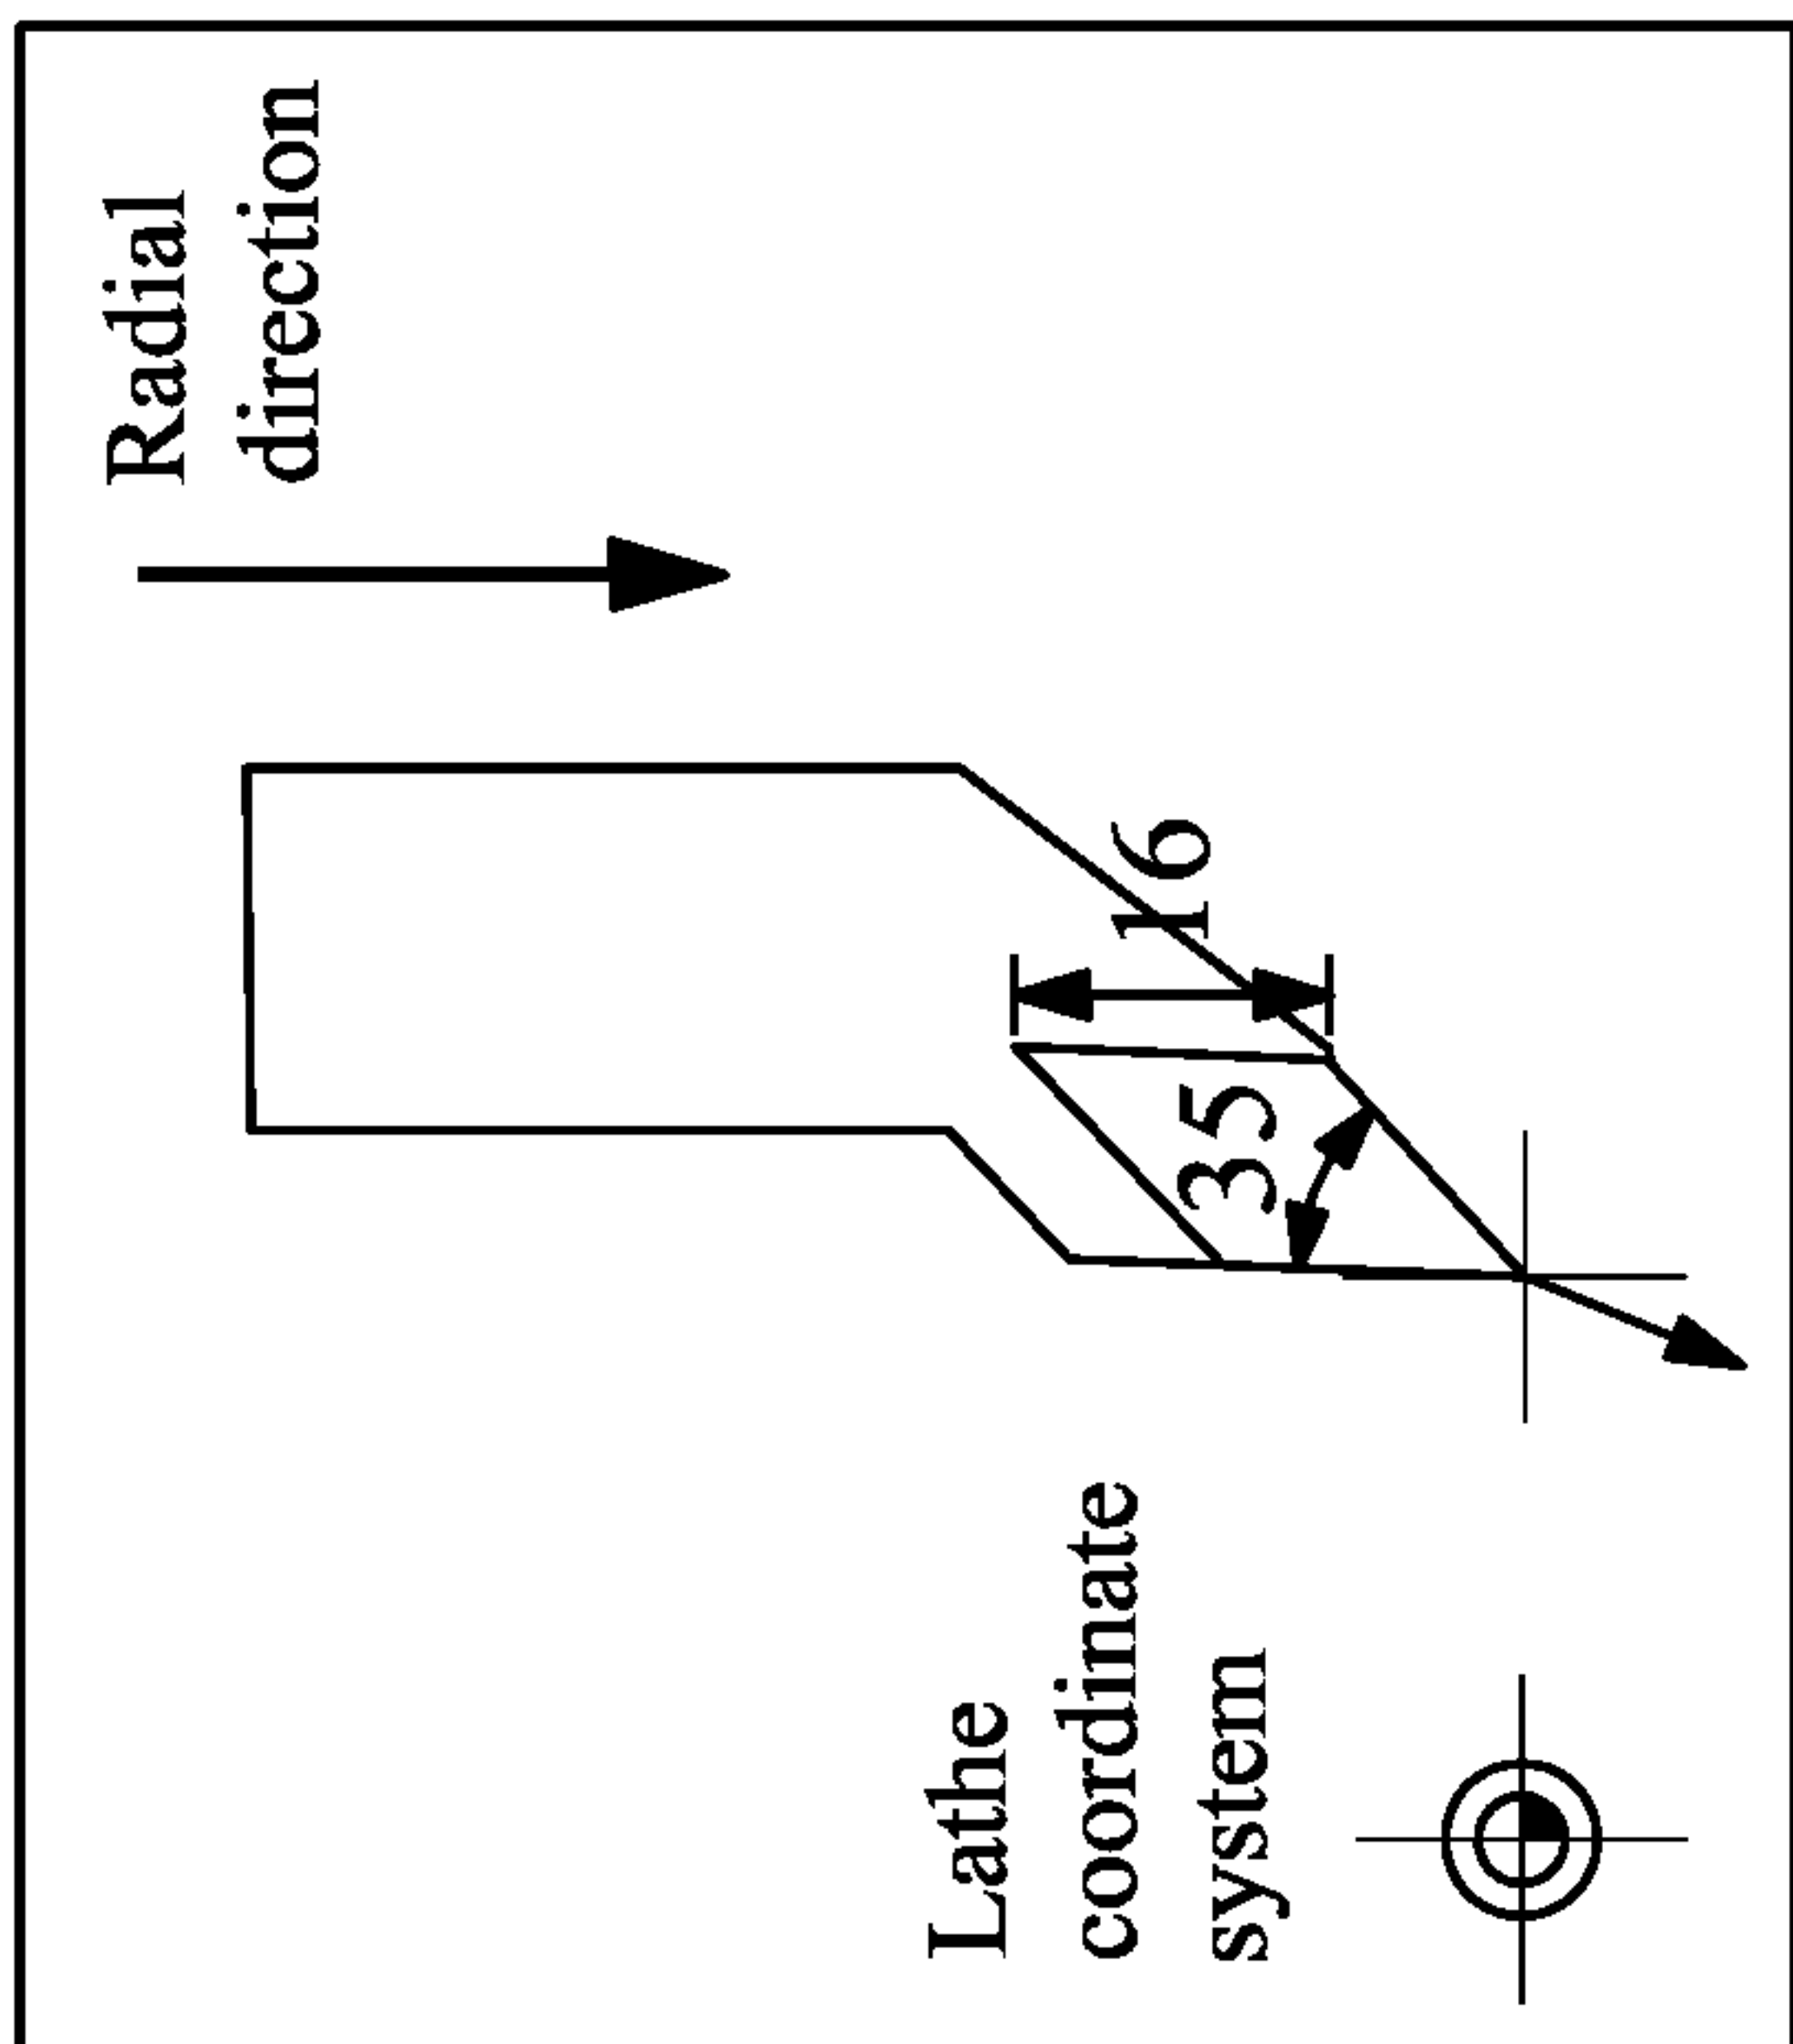 Radial
direction
16
35
Lathe
coordinate
system